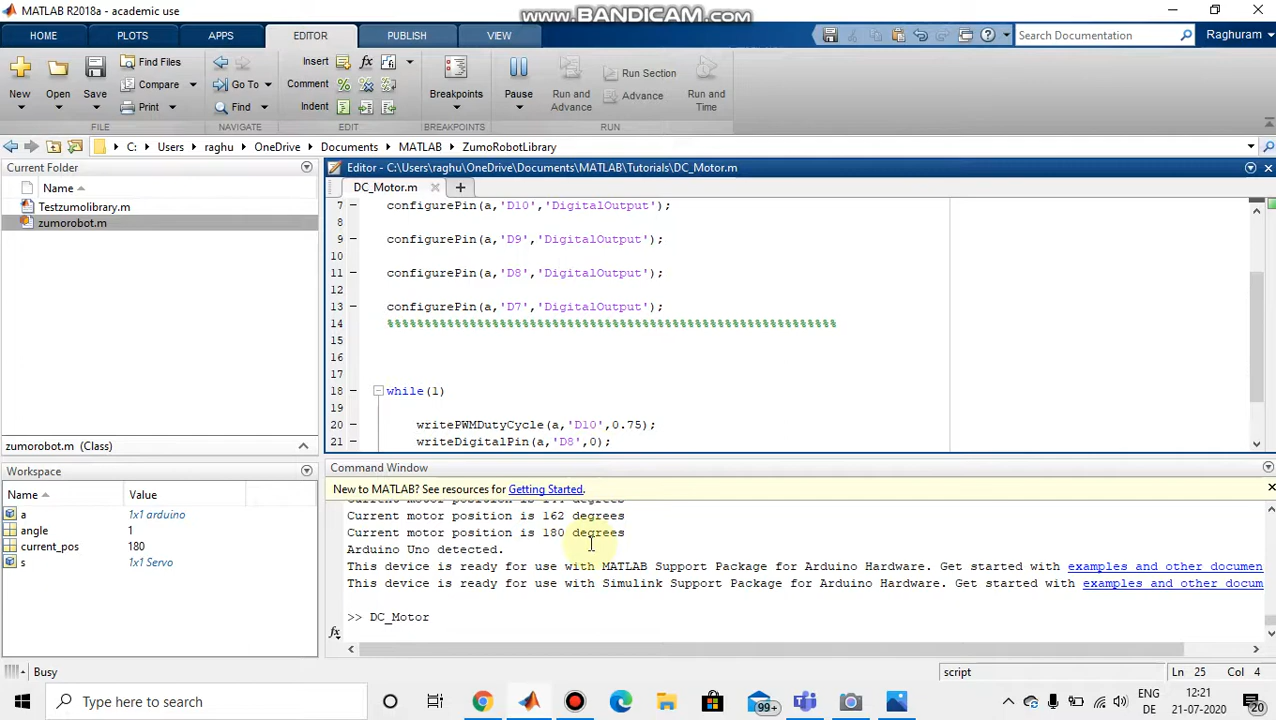 MATLAB R2018a - academic use
www.BANDICAM.com
HOME PLOTS APPS EDITOR PUBLISH VIEW
Search Documentation
Raghuram
New Open Save
Find Files
Compare
Print
FILE
Go To
Find
NAVIGATE
Insert fx
Comment
Indent
EDIT
Breakpoints
BREAKPOINTS
Pause
Run and Advance
Run Section
Advance
Run and Time
RUN
C: Users raghu OneDrive Documents MATLAB ZumoRobotLibrary
Current Folder
Name
Testzumolibrary.m
zumorobot.m
zumorobot.m (Class)
Workspace
Name Value
a 1x1 arduino
angle 1
current_pos 180
s 1x1 Servo
Editor - C:\Users\raghu\OneDrive\Documents\MATLAB\Tutorials\DC_Motor.m
DC_Motor.m
7 configurePin(a,'D10','DigitalOutput');
8
9 configurePin(a,'D9','DigitalOutput');
10
11 configurePin(a,'D8','DigitalOutput');
12
13 configurePin(a,'D7','DigitalOutput');
14 %%%%%%%%%%%%%%%%%%%%%%%%%%%%%%%%%%%%%%%%%%%%%%%%%%%%%%%%%%%%
15
16
17
18 while(1)
19
20 writePWMDutyCycle(a,'D10',0.75);
21 writeDigitalPin(a,'D8',0);
Command Window
New to MATLAB? See resources for Getting Started.
Current motor position is 162 degrees
Current motor position is 180 degrees
Arduino Uno detected.
This device is ready for use with MATLAB Support Package for Arduino Hardware. Get started with examples and other documen
This device is ready for use with Simulink Support Package for Arduino Hardware. Get started with examples and other docum
>> DC_Motor
fx
Busy
script
Ln 25 Col 4
Type here to search
99+
ENG
DE
12:21
21-07-2020
20